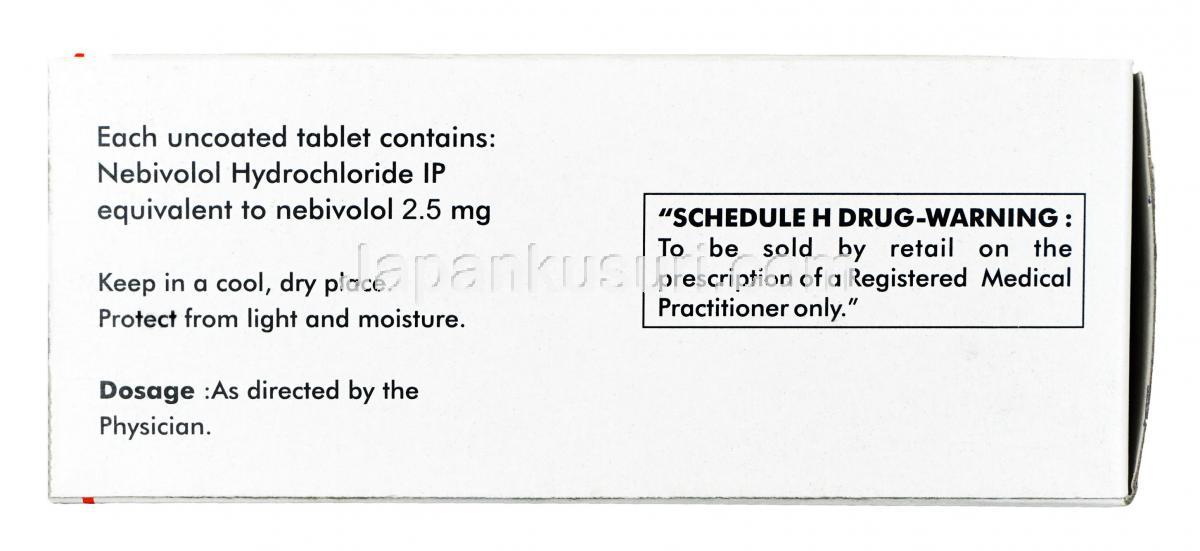 Each uncoated tablet contains:
Nebivolol Hydrochloride IP
equivalent to nebivolol 2.5 mg
Keep in a cool, dry place.
Protect from light and moisture.
Dosage :As directed by the
Physician.
“SCHEDULE H DRUG-WARNING :
To be sold by retail on the
prescription of a Registered Medical
Practitioner only.”
Japankusuri.com